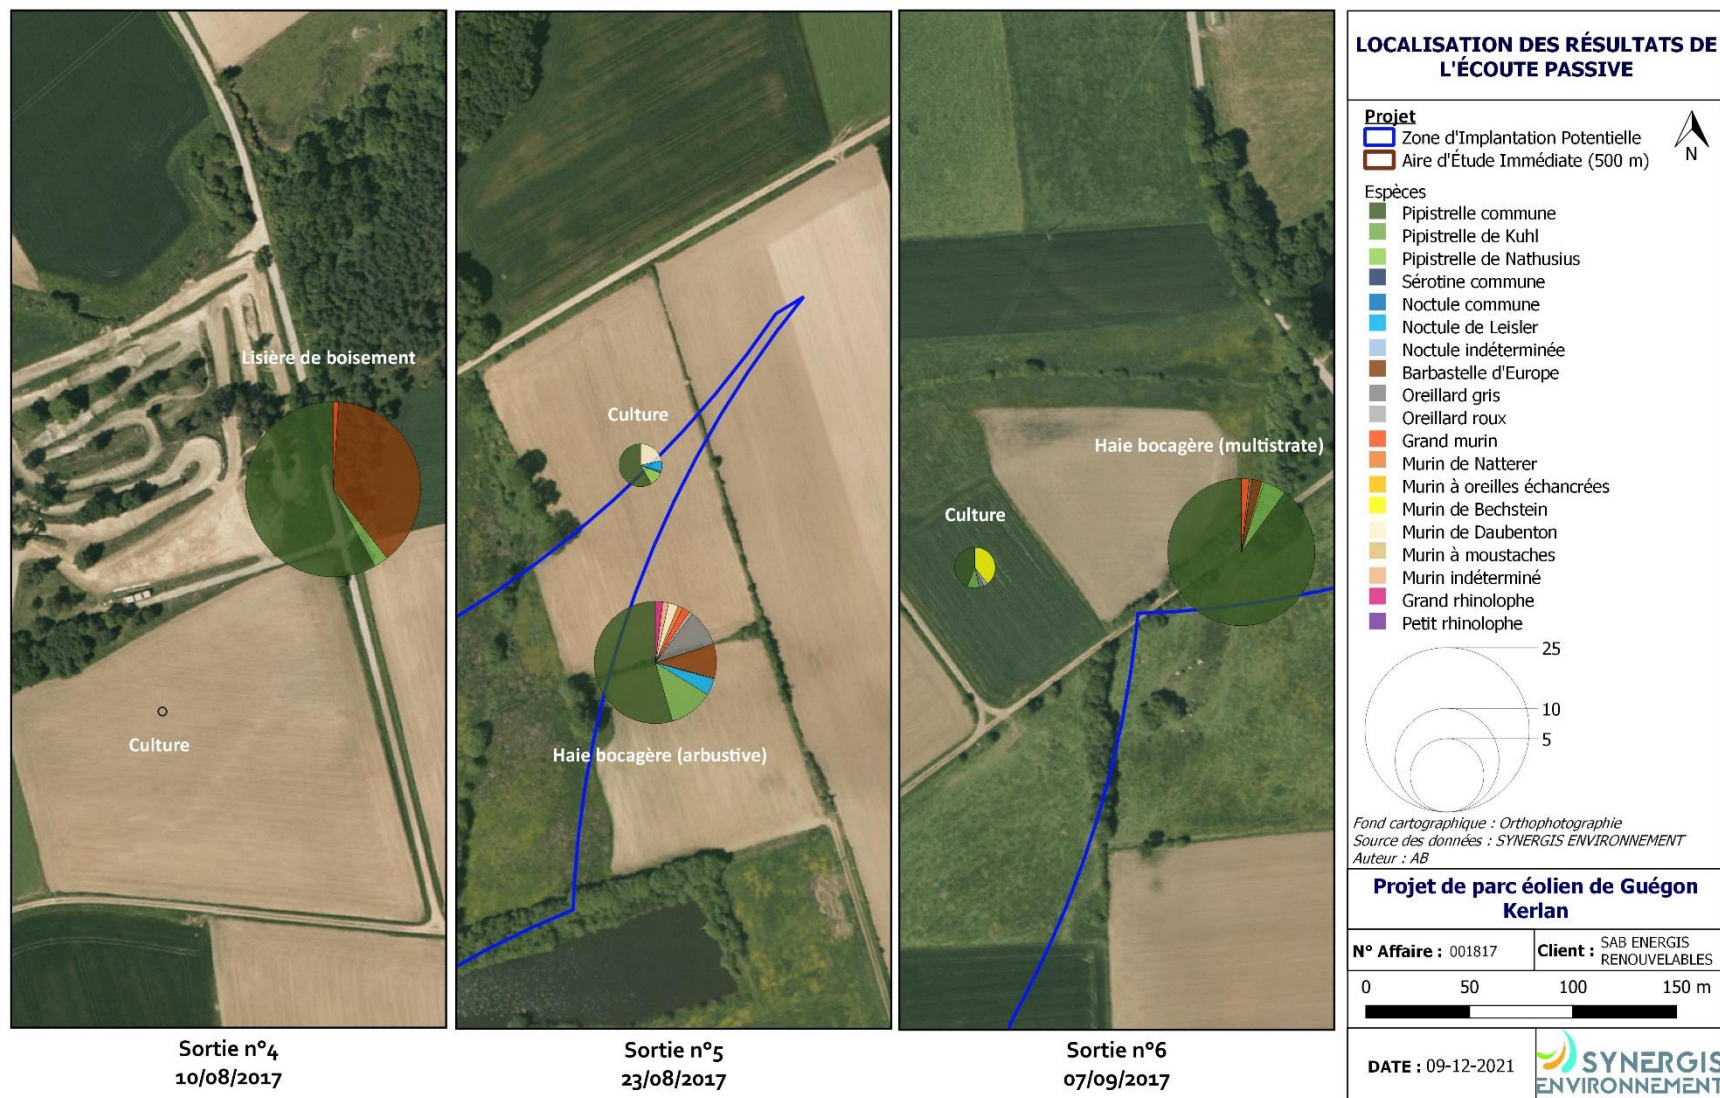 Lisière de boisement
Culture
Sortie n°4
10/08/2017
Culture
Haie bocagère (arbustive)
Sortie n°5
23/08/2017
Haie bocagère (multistrate)
Culture
Sortie n°6
07/09/2017
LOCALISATION DES RÉSULTATS DE
L'ÉCOUTE PASSIVE
Projet
Zone d'Implantation Potentielle
Aire d'Étude Immédiate (500 m)
N
Espèces
Pipistrelle commune
Pipistrelle de Kuhl
Pipistrelle de Nathusius
Sérotine commune
Noctule commune
Noctule de Leisler
Noctule indéterminée
Barbastelle d'Europe
Oreillard gris
Oreillard roux
Grand murin
Murin de Natterer
Murin à oreilles échancrées
Murin de Bechstein
Murin de Daubenton
Murin à moustaches
Murin indéterminé
Grand rhinolophe
Petit rhinolophe
25
10
5
Fond cartographique : Orthophotographie
Source des données : SYNERGIS ENVIRONNEMENT
Auteur : AB
Projet de parc éolien de Guégon
Kerlan
N° Affaire : 001817
Client : SAB ENERGIS
RENOUVELABLES
0 50 100 150 m
DATE : 09-12-2021
SYNERGIS
ENVIRONNEMENT